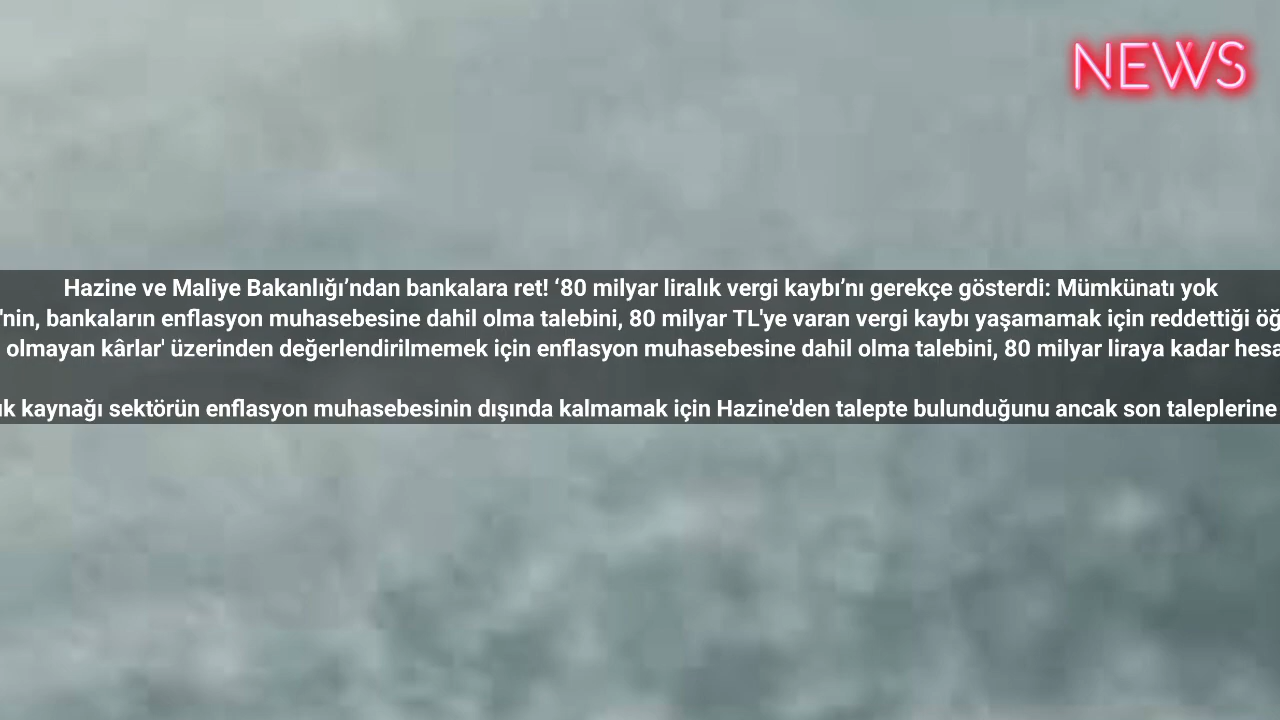 NEWS
Hazine ve Maliye Bakanlığı’ndan bankalara ret! ‘80 milyar liralık vergi kaybı’nı gerekçe gösterdi: Mümkünatı yok
'nin, bankaların enflasyon muhasebesine dahil olma talebini, 80 milyar TL'ye varan vergi kaybı yaşamamak için reddettiği
olmayan kârlar' üzerinden değerlendirilmemek için enflasyon muhasebesine dahil olma talebini, 80 milyar liraya kadar
kaynağı sektörün enflasyon muhasebesinin dışında kalmamak için Hazine'den talepte bulunduğunu ancak son taleplerine